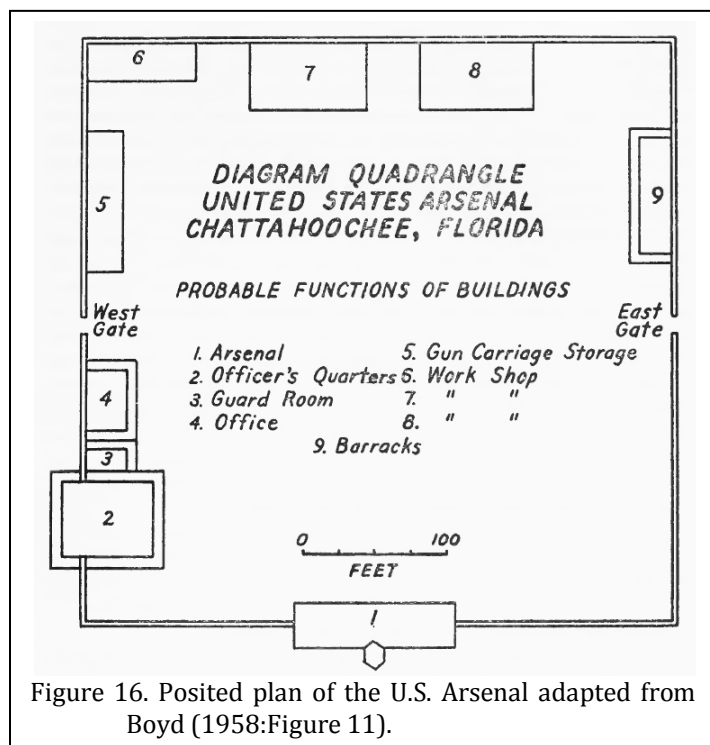 6
7
8
5
9
DIAGRAM QUADRANGLE
UNITED STATES ARSENAL
CHATTAHOOCHEE, FLORIDA
PROBABLE FUNCTIONS OF BUILDINGS
West
Gate
East
Gate
1. Arsenal
2. Officer's Quarters
3. Guard Room
4. Office
5. Gun Carriage Storage
6. Work Shop
7. " "
8. " "
9. Barracks
4
3
2
0 100
FEET
1
Figure 16. Posited plan of the U.S. Arsenal adapted from
Boyd (1958:Figure 11).